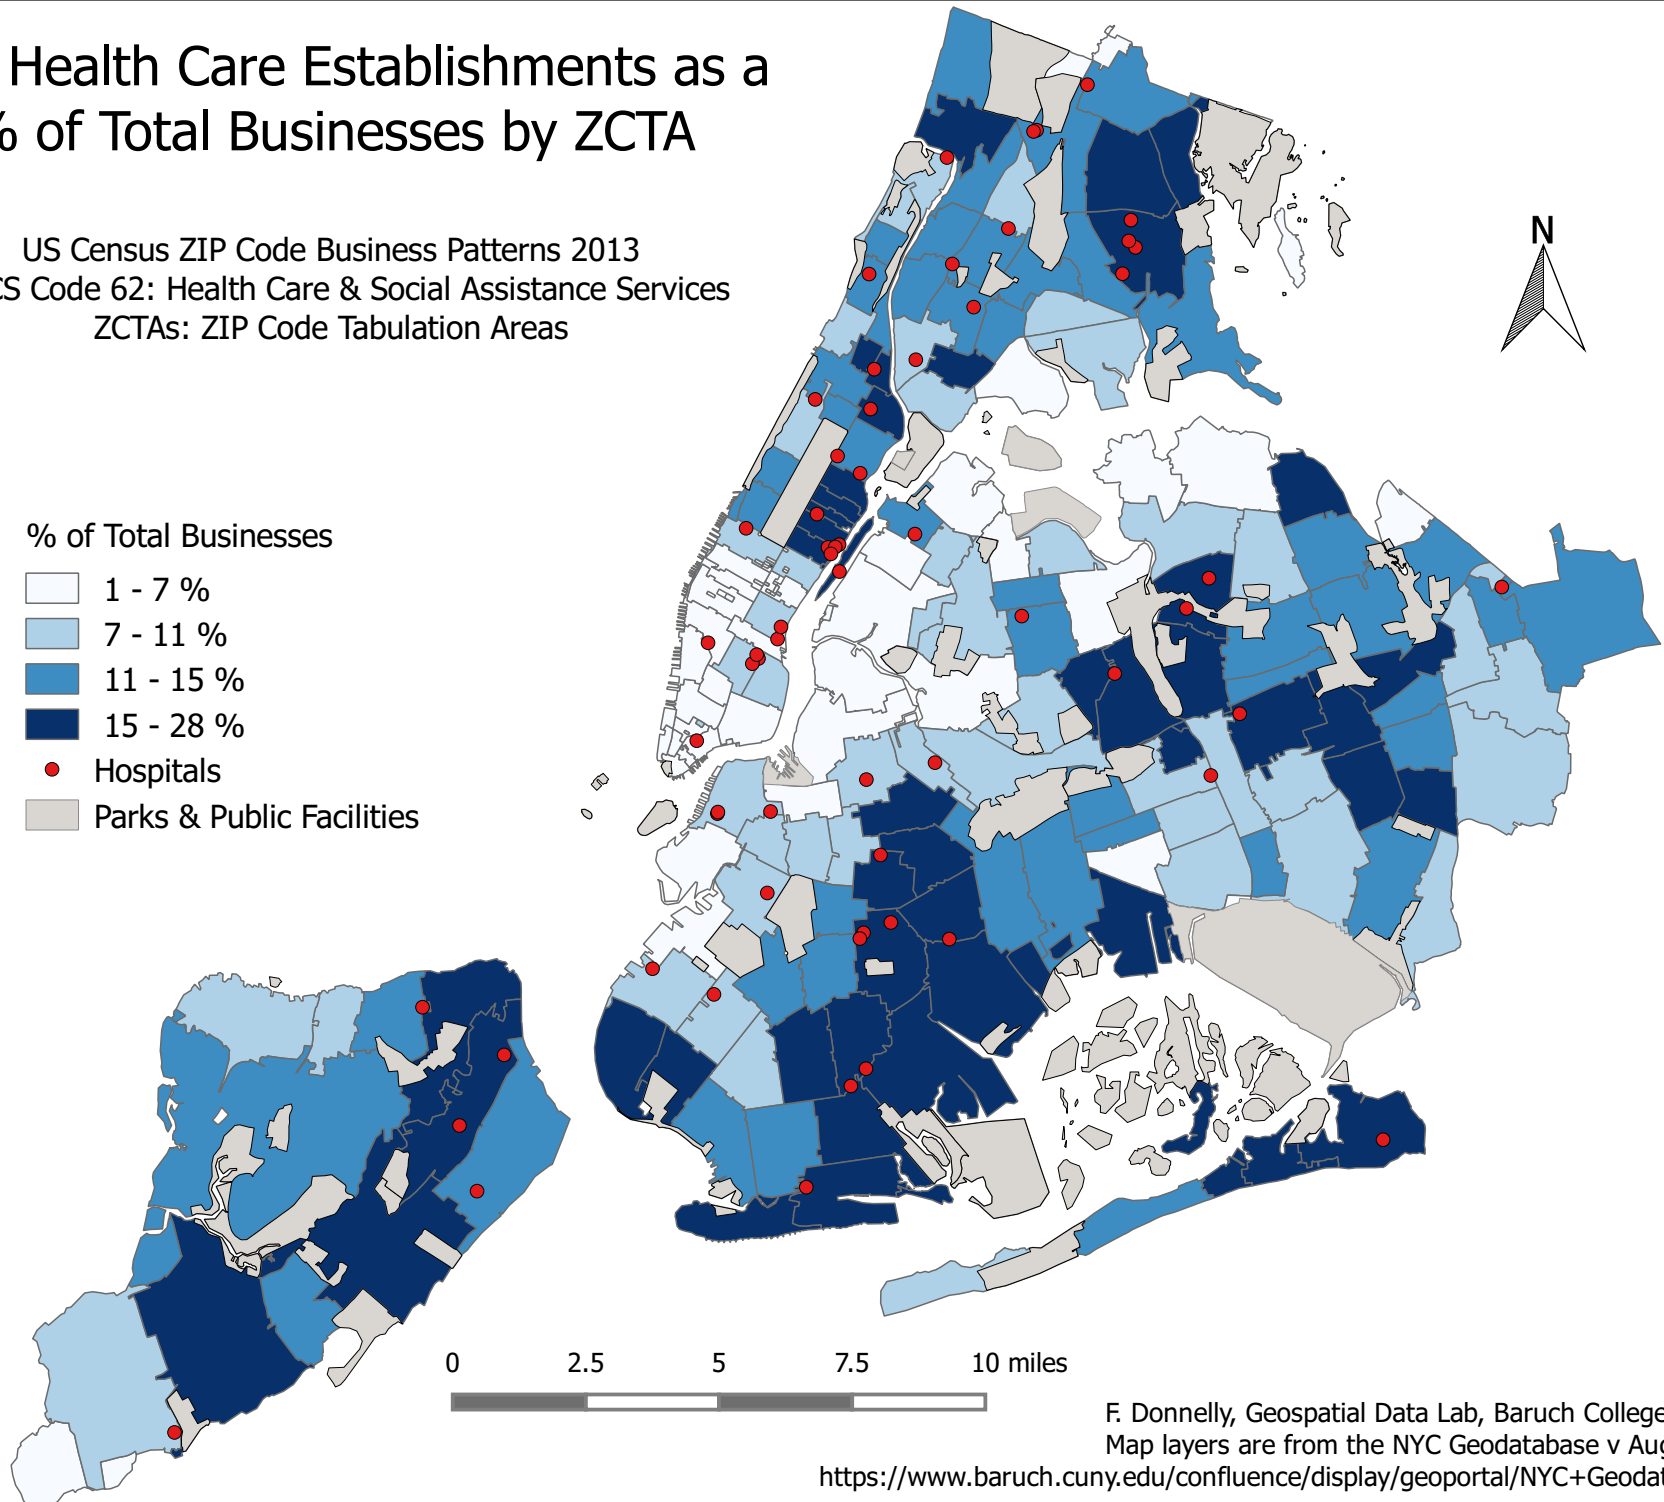 Health Care Establishments as a
% of Total Businesses by ZCTA
US Census ZIP Code Business Patterns 2013
CS Code 62: Health Care & Social Assistance Services
ZCTAs: ZIP Code Tabulation Areas
N
% of Total Businesses
1 - 7 %
7 - 11 %
11 - 15 %
15 - 28 %
Hospitals
Parks & Public Facilities
0 2.5 5 7.5 10 miles
F. Donnelly, Geospatial Data Lab, Baruch College
Map layers are from the NYC Geodatabase v Aug
https://www.baruch.cuny.edu/confluence/display/geoportal/NYC+Geodat